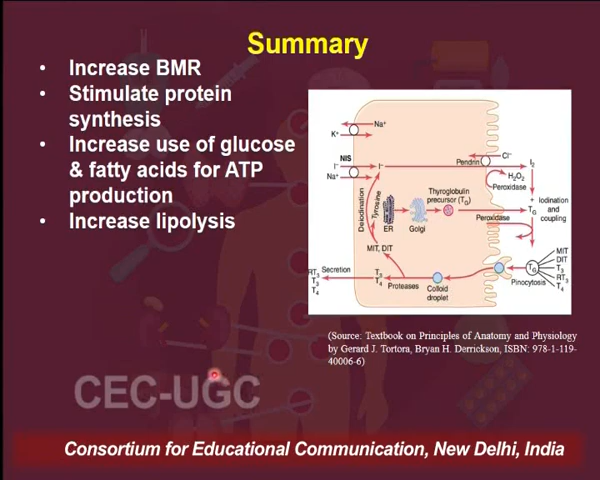 Summary
• Increase BMR
• Stimulate protein
synthesis
• Increase use of glucose
& fatty acids for ATP
production
• Increase lipolysis
Na+
K+
NIS
I−
Na+
I−
Cl−
Pendrin
I2
H2O2
Peroxidase
+
Deiodination
Tyrosine
Thyroglobulin
precursor (TG)
TG
Iodination
and
coupling
ER
Golgi
Peroxidase
MIT, DIT
Secretion
RT3
T3
T4
T3
T4
Proteases
Colloid
droplet
TG
Pinocytosis
MIT
DIT
T3
RT3
T4
(Source: Textbook on Principles of Anatomy and Physiology
by Gerard J. Tortora, Bryan H. Derrickson, ISBN: 978-1-119-
40006-6)
CEC-UGC
Consortium for Educational Communication, New Delhi, India